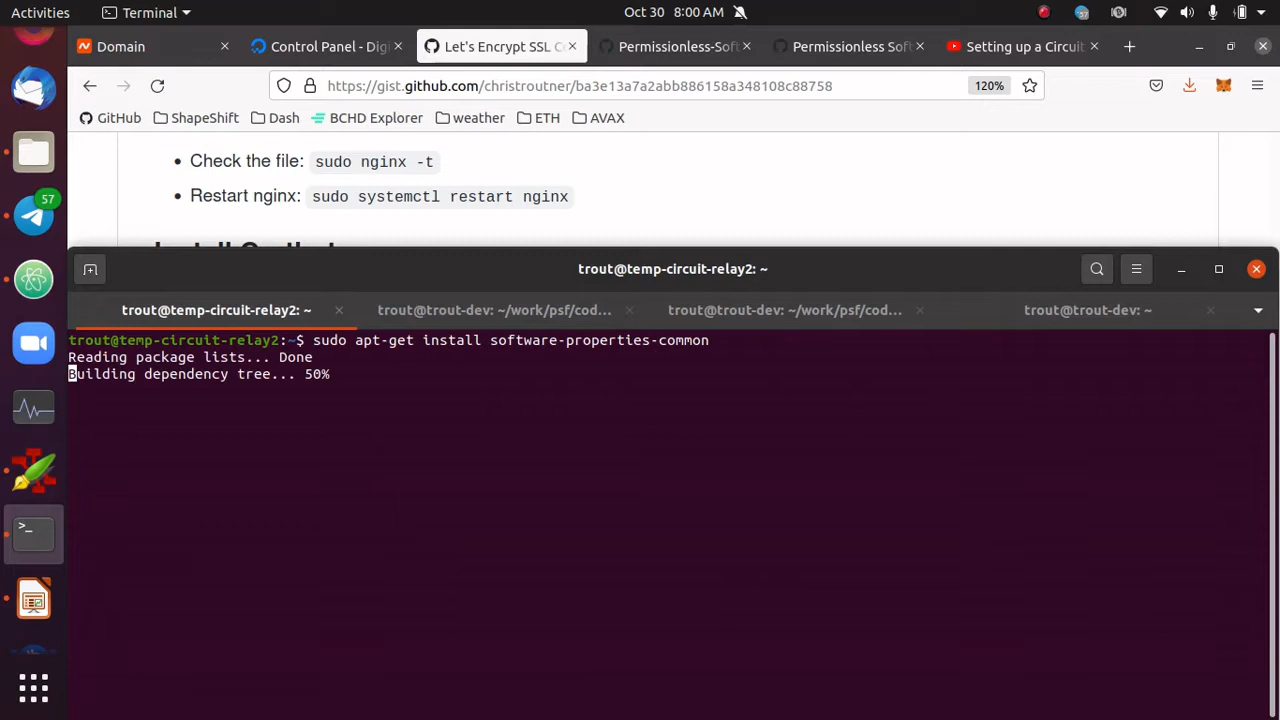 Activities
Terminal
Oct 30 8:00 AM
57
Domain
Control Panel - Digi
Let's Encrypt SSL C
Permissionless-Soft
Permissionless Soft
Setting up a Circuit
https://gist.github.com/christroutner/ba3e13a7a2abb886158a348108c88758
120%
GitHub
ShapeShift
Dash
BCHD Explorer
weather
ETH
AVAX
57
Check the file: sudo nginx -t
Restart nginx: sudo systemctl restart nginx
trout@temp-circuit-relay2: ~
trout@temp-circuit-relay2: ~
trout@trout-dev: ~/work/psf/cod...
trout@trout-dev: ~/work/psf/cod...
trout@trout-dev: ~
trout@temp-circuit-relay2:~$ sudo apt-get install software-properties-common
Reading package lists... Done
Building dependency tree... 50%
>_